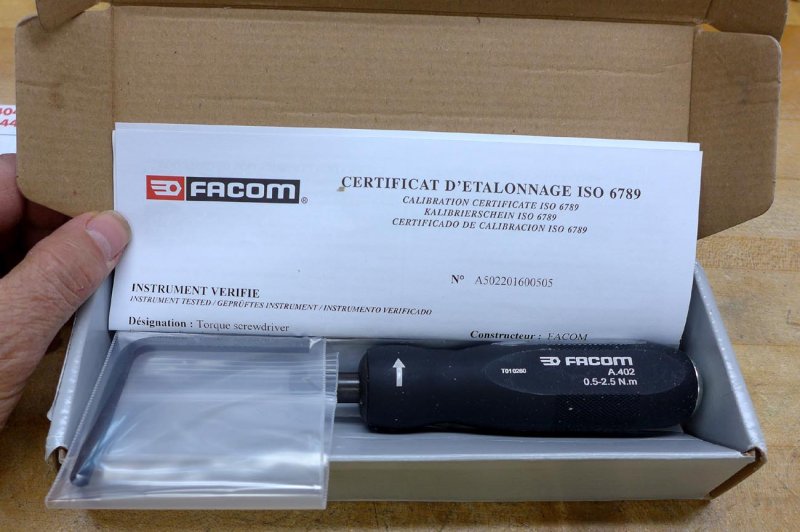 FACOM®
CERTIFICAT D'ETALONNAGE ISO 6789
CALIBRATION CERTIFICATE ISO 6789
KALIBRIERSCHEIN ISO 6789
CERTIFICADO DE CALIBRACION ISO 6789
N° A502201600505
INSTRUMENT VERIFIE
INSTRUMENT TESTED / GEPRÜFTES INSTRUMENT / INSTRUMENTO VERIFICADO
Désignation : Torque screwdriver
Constructeur : FACOM
FACOM
T010260
A.402
0.5-2.5 N.m